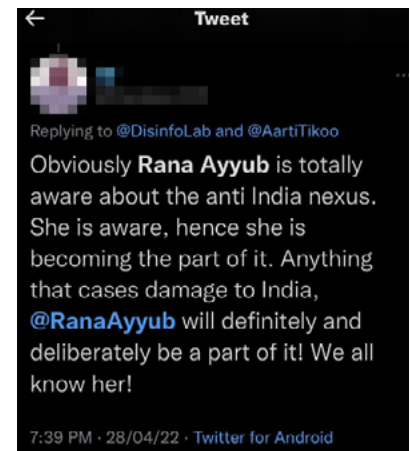 Tweet
Replying to @DisinfoLab and @AartiTikoo
Obviously Rana Ayyub is totally
aware about the anti India nexus.
She is aware, hence she is
becoming the part of it. Anything
that cases damage to India,
@RanaAyyub will definitely and
deliberately be a part of it! We all
know her!
7:39 PM · 28/04/22 · Twitter for Android